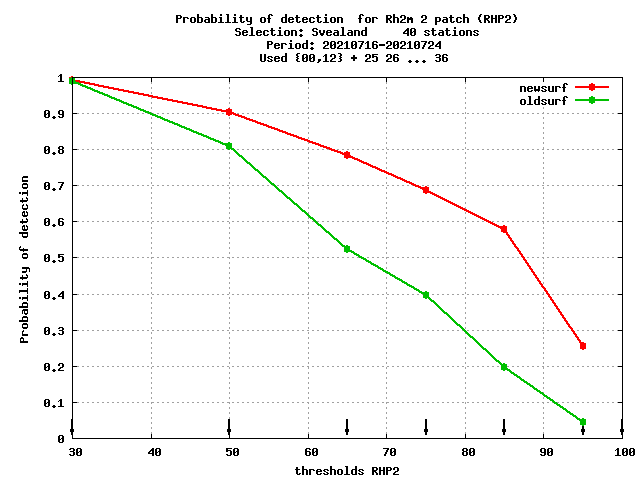 Probability of detection  for Rh2m 2 patch (RHP2)
Selection: Svealand     40 stations
Period: 20210716-20210724
Used {00,12} + 25 26 ... 36
newsurf
oldsurf
Probability of detection
1
0.9
0.8
0.7
0.6
0.5
0.4
0.3
0.2
0.1
0
30 40 50 60 70 80 90 100
thresholds RHP2